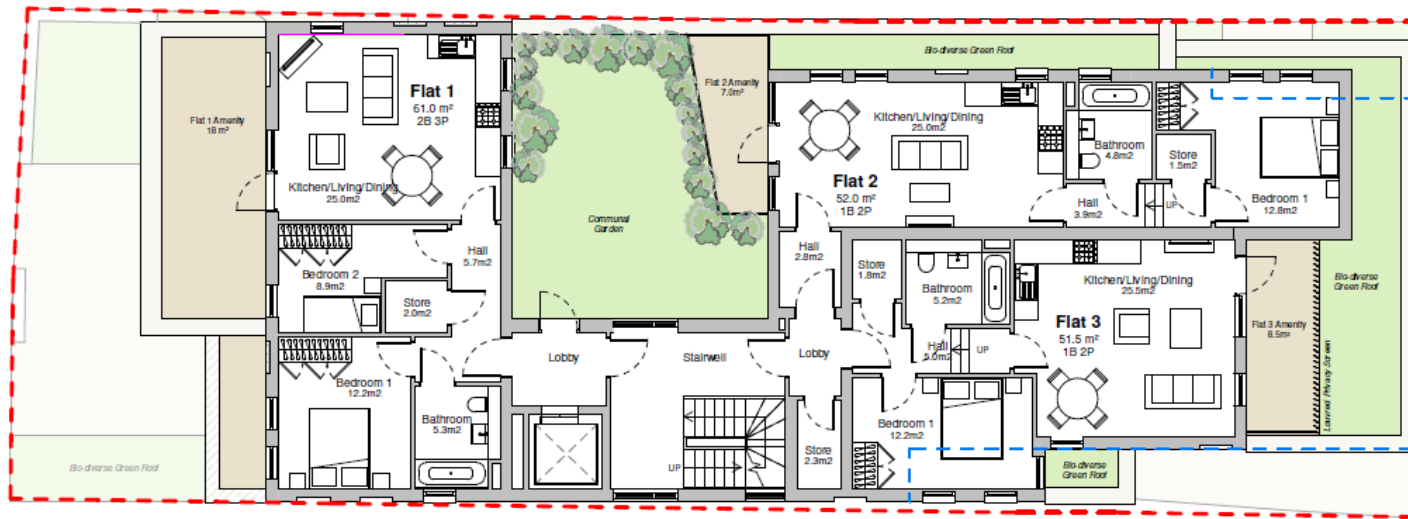 Bio-diverse Green Roof
Flat 1 Amenity
18 m²
Flat 1
61.0 m²
2B 3P
Kitchen/Living/Dining
25.0m2
Bedroom 2
8.9m2
Hall
5.7m2
Store
2.0m2
Bedroom 1
12.2m2
Bathroom
5.3m2
Bio-diverse Green Roof
Communal
Garden
Flat 2 Amenity
7.0m²
Lobby
Stairwell
UP
Lobby
Store
2.3m2
Kitchen/Living/Dining
25.0m2
Flat 2
52.0 m²
1B 2P
Hall
2.8m2
Bathroom
4.8m2
Store
1.5m2
Hall
3.9m2
UP
Bedroom 1
12.8m2
Store
1.8m2
Bathroom
5.2m2
Hall
5.0m2
UP
Kitchen/Living/Dining
25.5m2
Flat 3
51.5 m²
1B 2P
Bedroom 1
12.2m2
Flat 3 Amenity
8.5m²
Louvred Privacy Screen
Bio-diverse
Green Roof
Bio-diverse
Green Roof